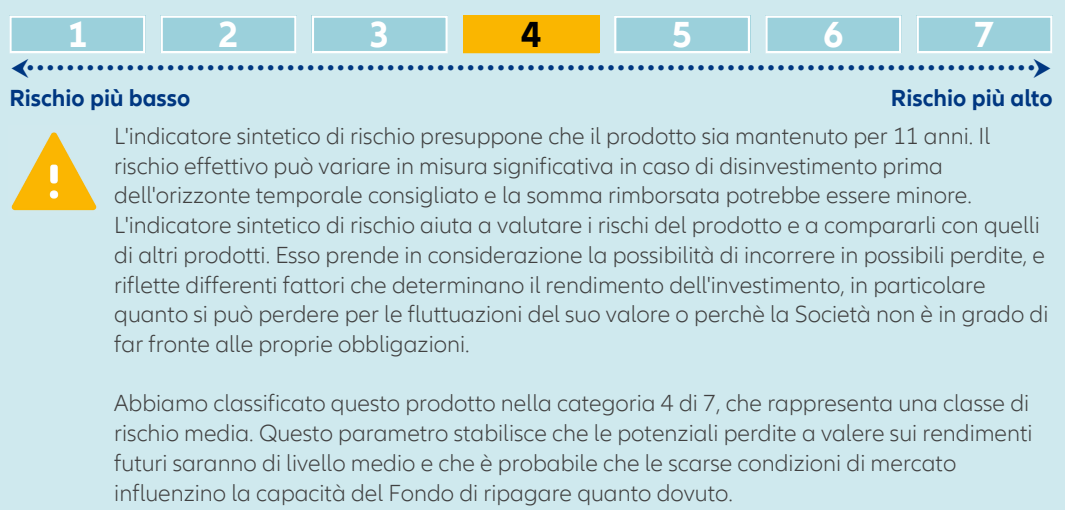 1 2 3 4 5 6 7
Rischio più basso Rischio più alto
L'indicatore sintetico di rischio presuppone che il prodotto sia mantenuto per 11 anni. Il
rischio effettivo può variare in misura significativa in caso di disinvestimento prima
dell'orizzonte temporale consigliato e la somma rimborsata potrebbe essere minore.
L'indicatore sintetico di rischio aiuta a valutare i rischi del prodotto e a compararli con quelli
di altri prodotti. Esso prende in considerazione la possibilità di incorrere in possibili perdite, e
riflette differenti fattori che determinano il rendimento dell'investimento, in particolare
quanto si può perdere per le fluttuazioni del suo valore o perchè la Società non è in grado di
far fronte alle proprie obbligazioni.
Abbiamo classificato questo prodotto nella categoria 4 di 7, che rappresenta una classe di
rischio media. Questo parametro stabilisce che le potenziali perdite a valere sui rendimenti
futuri saranno di livello medio e che è probabile che le scarse condizioni di mercato
influenzino la capacità del Fondo di ripagare quanto dovuto.